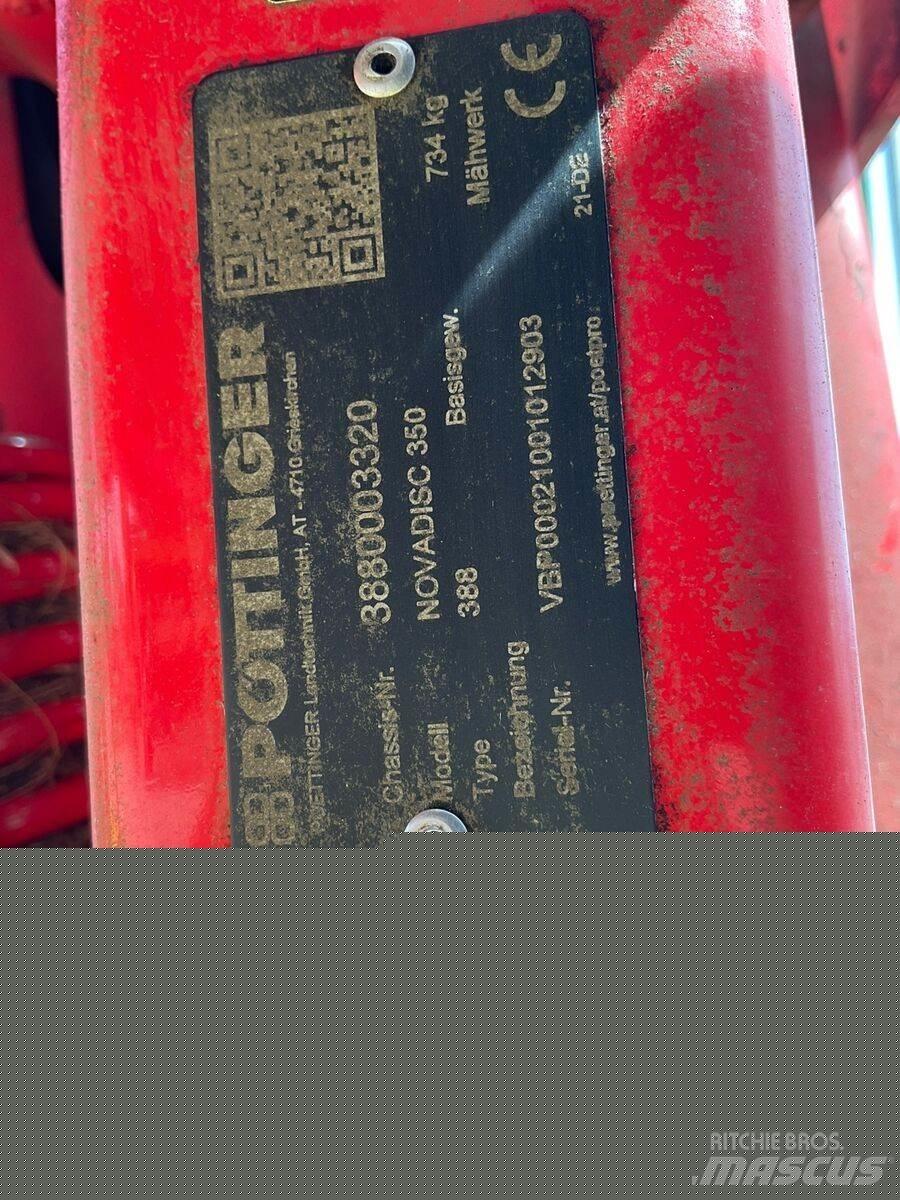 PÖTTINGER
POETTINGER Landtechnik GmbH, AT - 4710 Grieskirchen
Chassis-Nr. 3880003320
Modell NOVADISC 350
Type 388 Basisgew. 734 kg
Bezeichnung Mähwerk
Serial-Nr. VBP00021001012903
www.poettinger.at/poetpro 21-DE
CE
RITCHIE BROS.
MASCUS